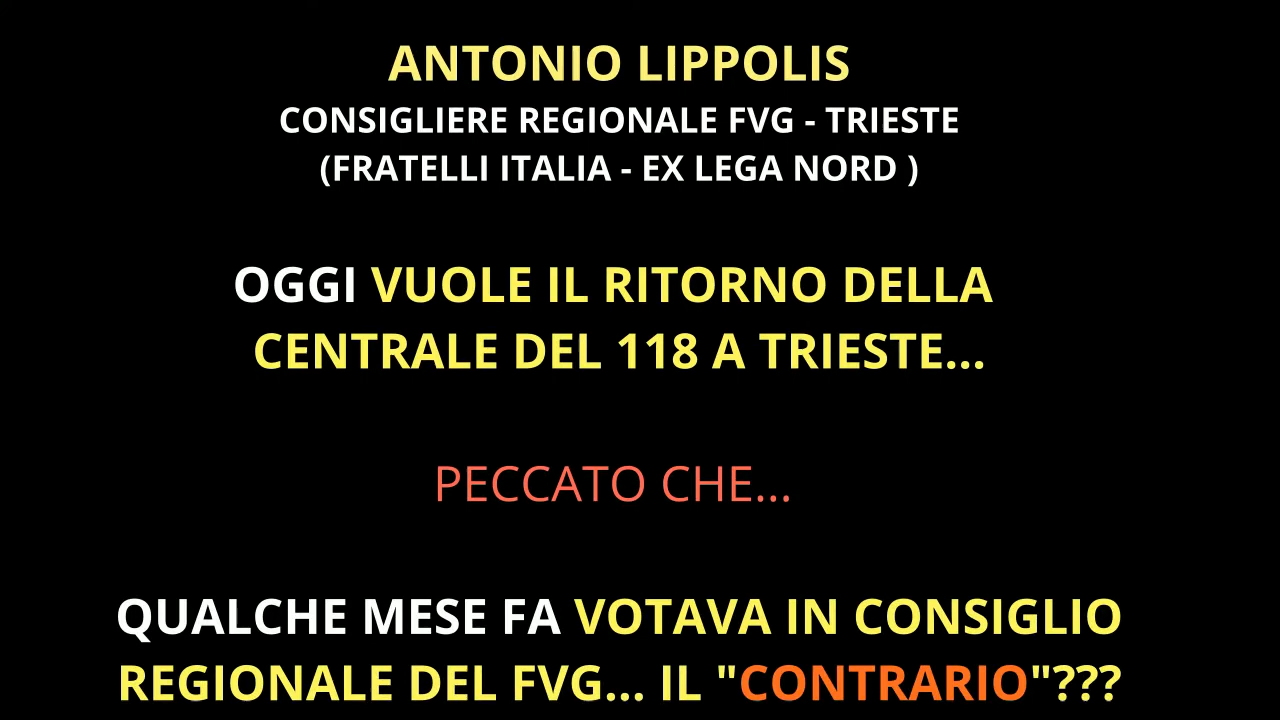 ANTONIO LIPPOLIS
CONSIGLIERE REGIONALE FVG - TRIESTE
(FRATELLI ITALIA - EX LEGA NORD )
OGGI VUOLE IL RITORNO DELLA
CENTRALE DEL 118 A TRIESTE...
PECCATO CHE...
QUALCHE MESE FA VOTAVA IN CONSIGLIO
REGIONALE DEL FVG... IL "CONTRARIO"???